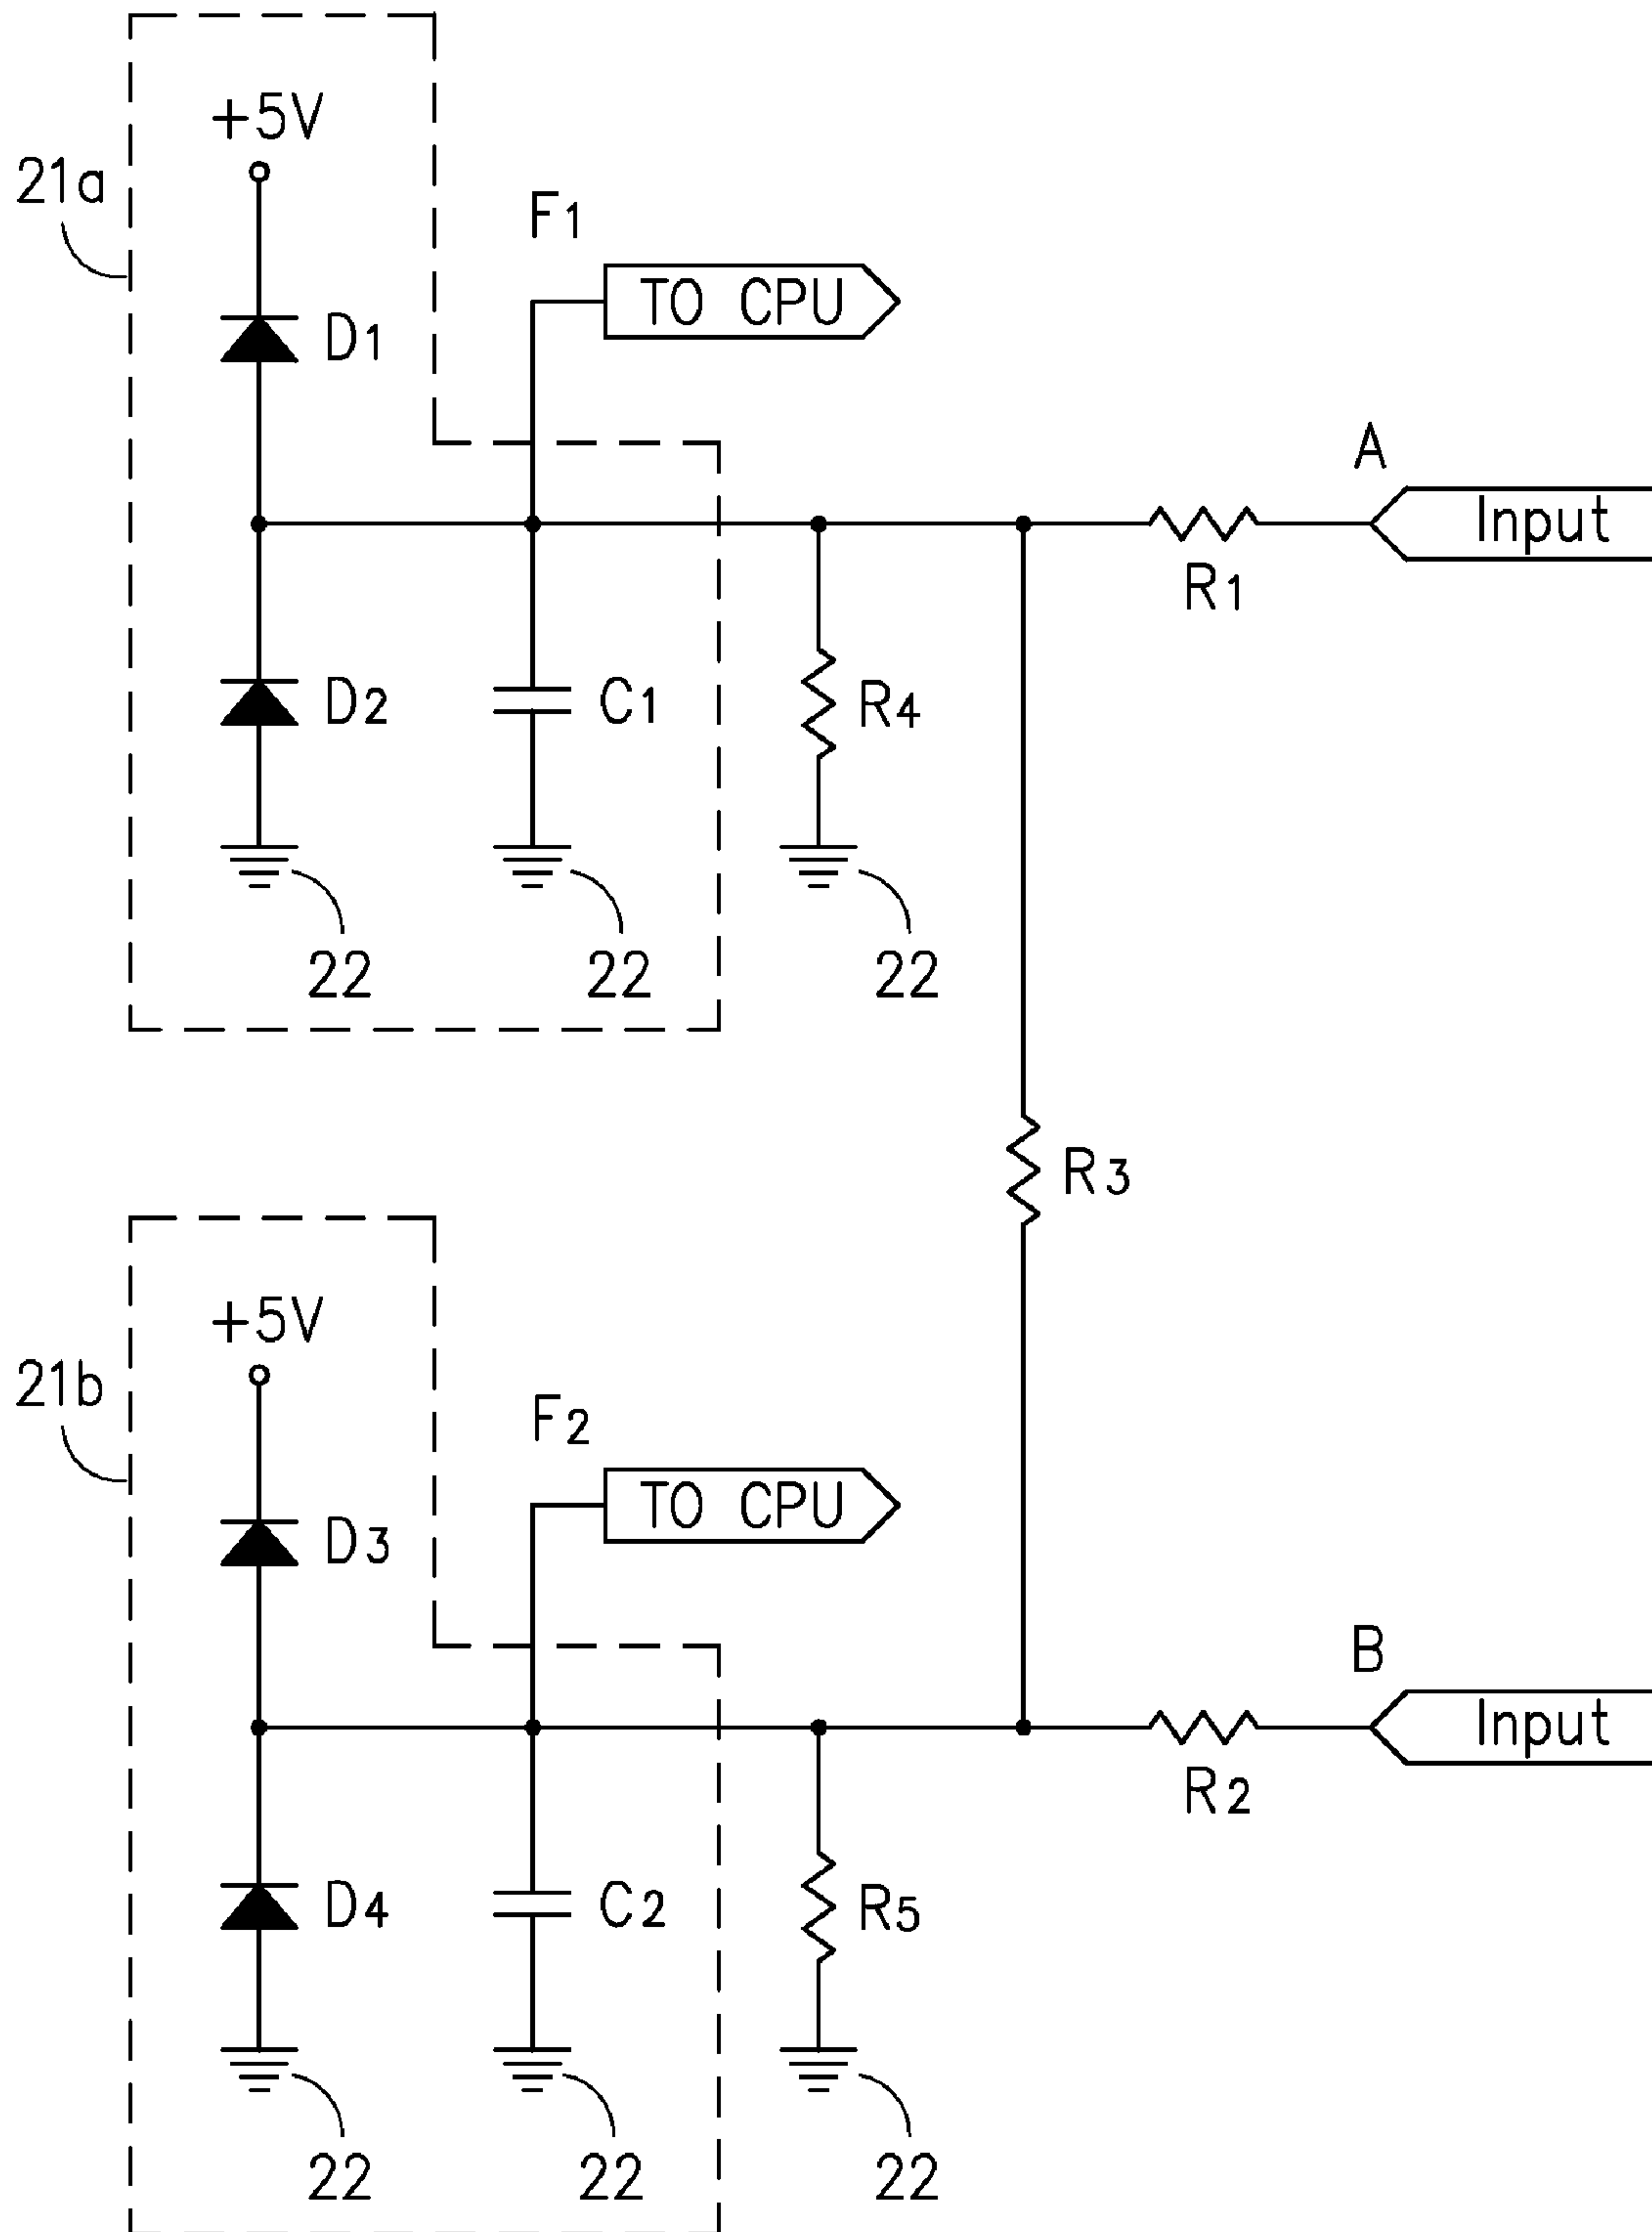 +5V
21a
F1
TO CPU
D1
A
Input
R1
D2
C1
R4
22
22
22
R3
+5V
21b
F2
TO CPU
D3
B
Input
R2
D4
C2
R5
22
22
22